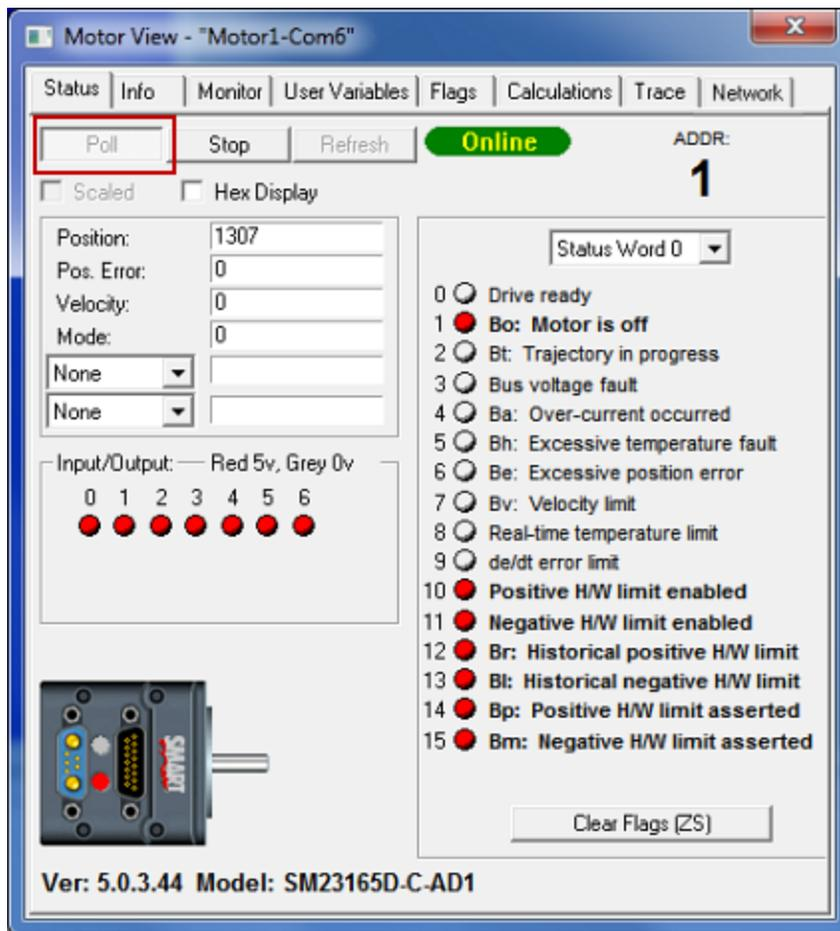 Motor View - "Motor1-Com6"
Status Info Monitor User Variables Flags Calculations Trace Network
Poll Stop Refresh Online ADDR:
1
Scaled Hex Display
Position: 1307
Pos. Error: 0
Velocity: 0
Mode: 0
None
None
Input/Output: Red 5v, Grey 0v
0 1 2 3 4 5 6
Status Word 0
0 Drive ready
1 Bo: Motor is off
2 Bt: Trajectory in progress
3 Bus voltage fault
4 Ba: Over-current occurred
5 Bh: Excessive temperature fault
6 Be: Excessive position error
7 Bv: Velocity limit
8 Real-time temperature limit
9 de/dt error limit
10 Positive H/W limit enabled
11 Negative H/W limit enabled
12 Br: Historical positive H/W limit
13 Bl: Historical negative H/W limit
14 Bp: Positive H/W limit asserted
15 Bm: Negative H/W limit asserted
Clear Flags (ZS)
SMART
Ver: 5.0.3.44 Model: SM23165D-C-AD1